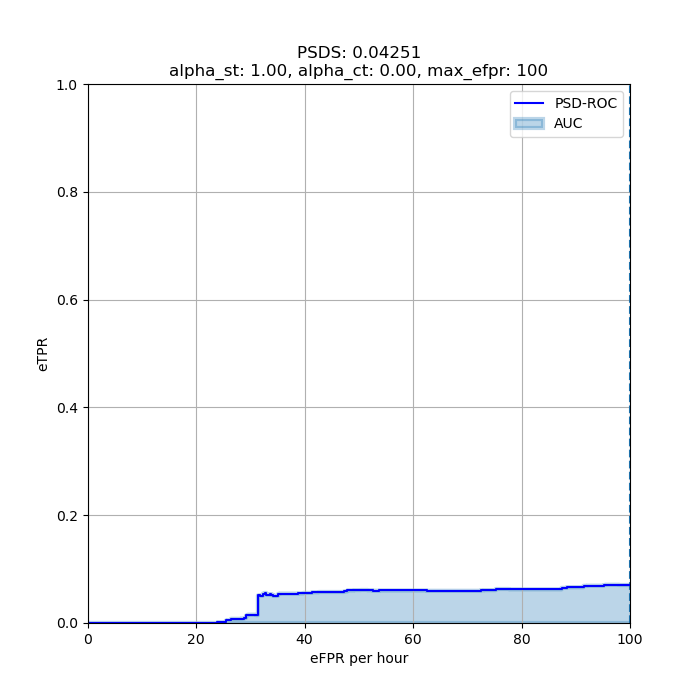 PSDS: 0.04251
alpha_st: 1.00, alpha_ct: 0.00, max_efpr: 100
PSD-ROC
AUC
1.0
0.8
0.6
0.4
0.2
0.0
eTPR
0 20 40 60 80 100
eFPR per hour